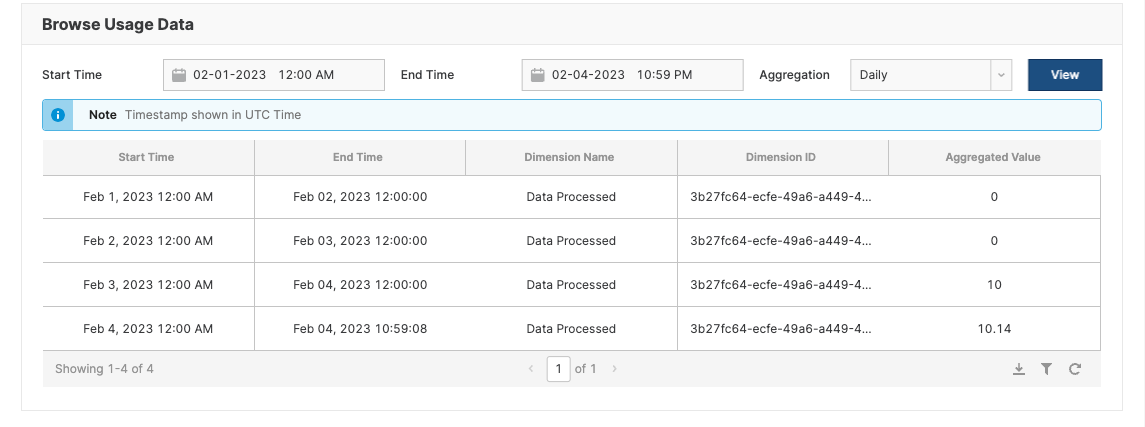 Browse Usage Data
Start Time 02-01-2023 12:00 AM End Time 02-04-2023 10:59 PM Aggregation Daily View
Note Timestamp shown in UTC Time
Start Time End Time Dimension Name Dimension ID Aggregated Value
Feb 1, 2023 12:00 AM Feb 02, 2023 12:00:00 Data Processed 3b27fc64-ecfe-49a6-a449-4... 0
Feb 2, 2023 12:00 AM Feb 03, 2023 12:00:00 Data Processed 3b27fc64-ecfe-49a6-a449-4... 0
Feb 3, 2023 12:00 AM Feb 04, 2023 12:00:00 Data Processed 3b27fc64-ecfe-49a6-a449-4... 10
Feb 4, 2023 12:00 AM Feb 04, 2023 10:59:08 Data Processed 3b27fc64-ecfe-49a6-a449-4... 10.14
Showing 1-4 of 4 1 of 1